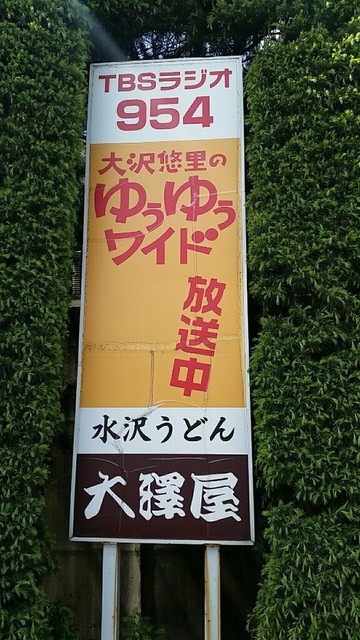 TBSラジオ
954
大沢悠里の
ゆうゆう
ワイド
放送中
水沢うどん
大澤屋